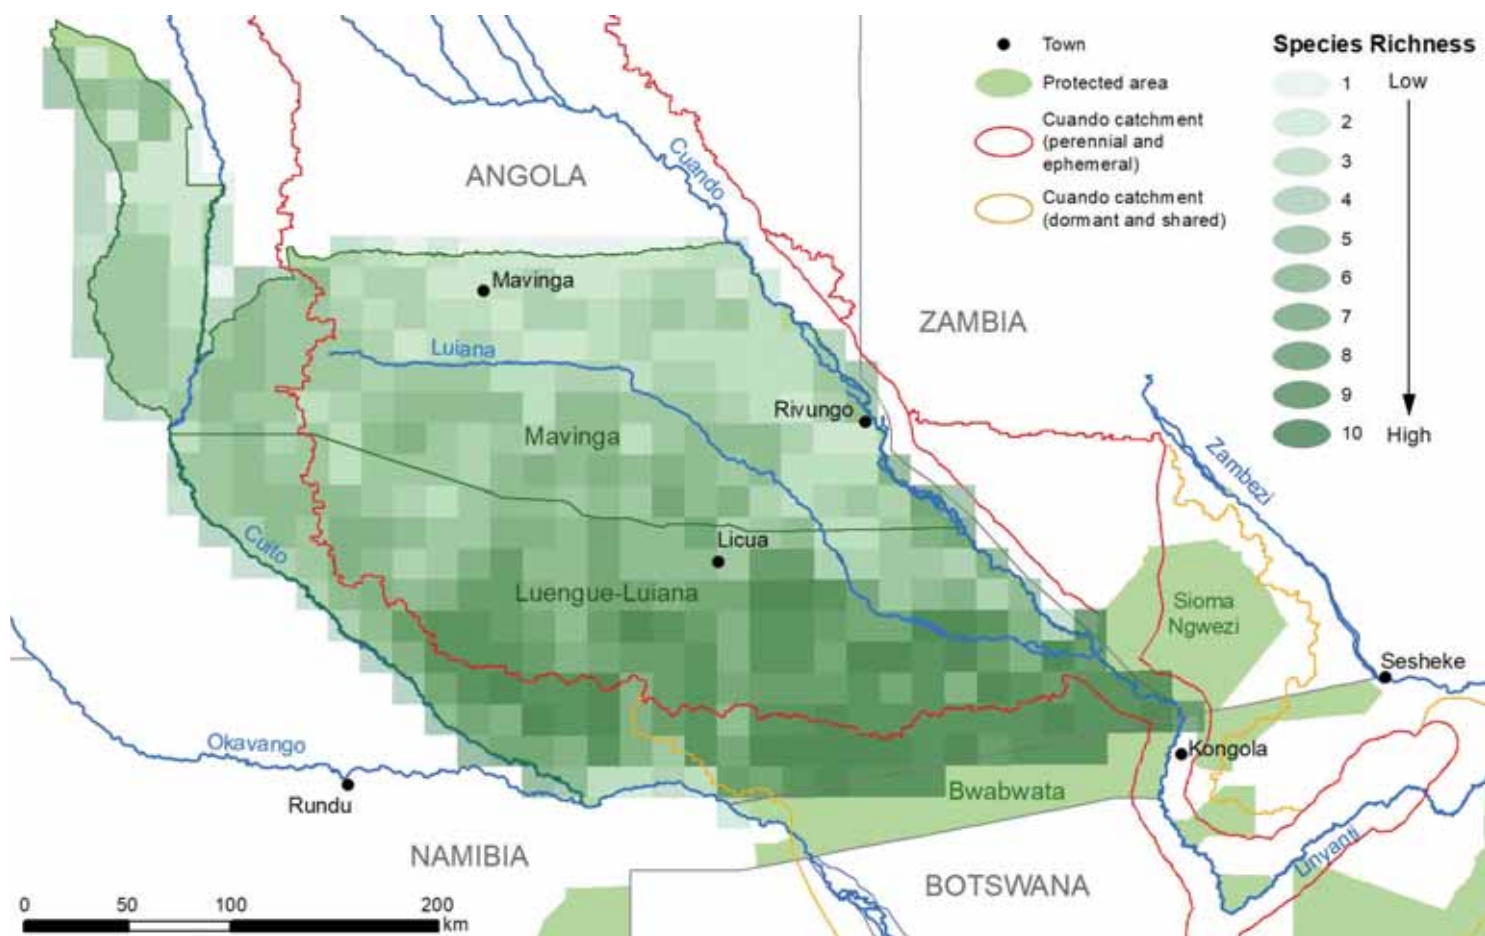 Town
Protected area
Cuando catchment
(perennial and
ephemeral)
Cuando catchment
(dormant and shared)
Species Richness
1 Low
2
3
4
5
6
7
8
9
10 High
ANGOLA
Cuando
ZAMBIA
Mavinga
Luiana
Rivungo
Mavinga
Zambezi
Cuito
Licua
Luengue-Luiana
Sioma
Ngwezi
Sesheke
Okavango
Kongola
Rundu
Bwabwata
Linyanti
NAMIBIA
BOTSWANA
0 50 100 200
km